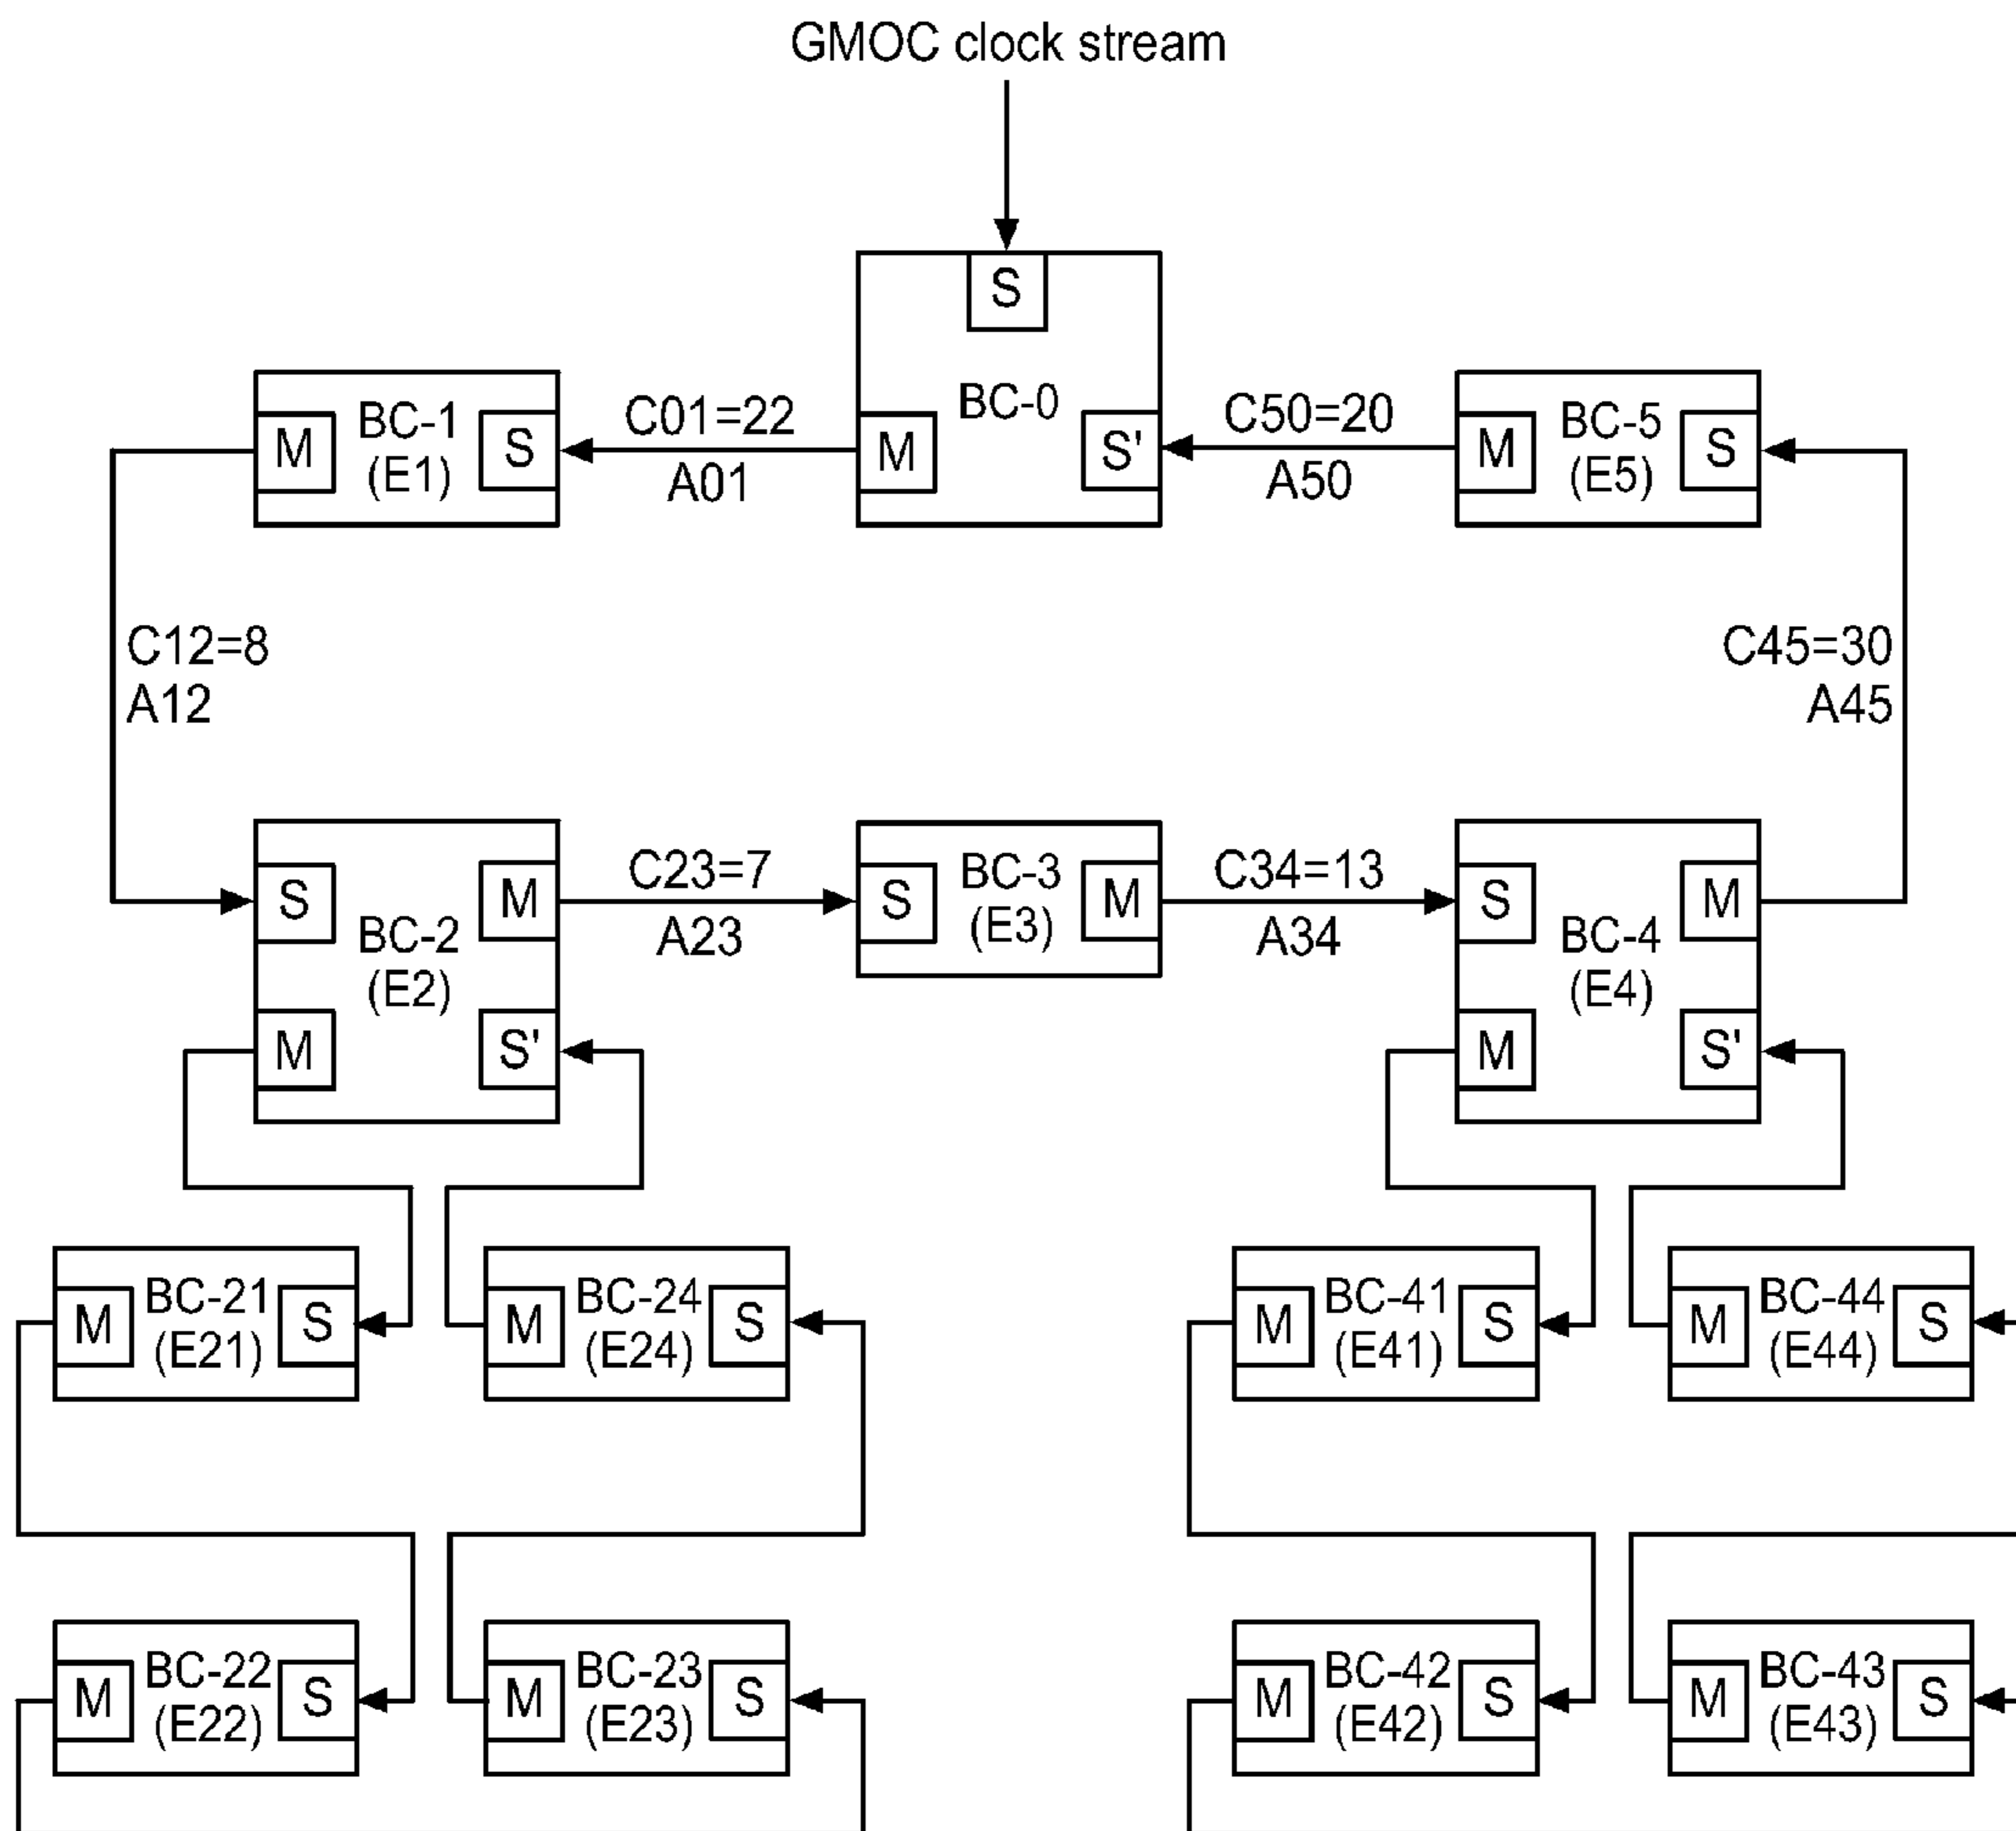 GMOC clock stream
S
BC-0
M
S'
BC-1
(E1)
M
S
C01=22
A01
C50=20
A50
BC-5
(E5)
M
S
C12=8
A12
C45=30
A45
S
M
BC-2
(E2)
M
S'
C23=7
A23
BC-3
(E3)
S
M
C34=13
A34
S
M
BC-4
(E4)
M
S'
M
BC-21
(E21)
S
M
BC-24
(E24)
S
M
BC-41
(E41)
S
M
BC-44
(E44)
S
M
BC-22
(E22)
S
M
BC-23
(E23)
S
M
BC-42
(E42)
S
M
BC-43
(E43)
S